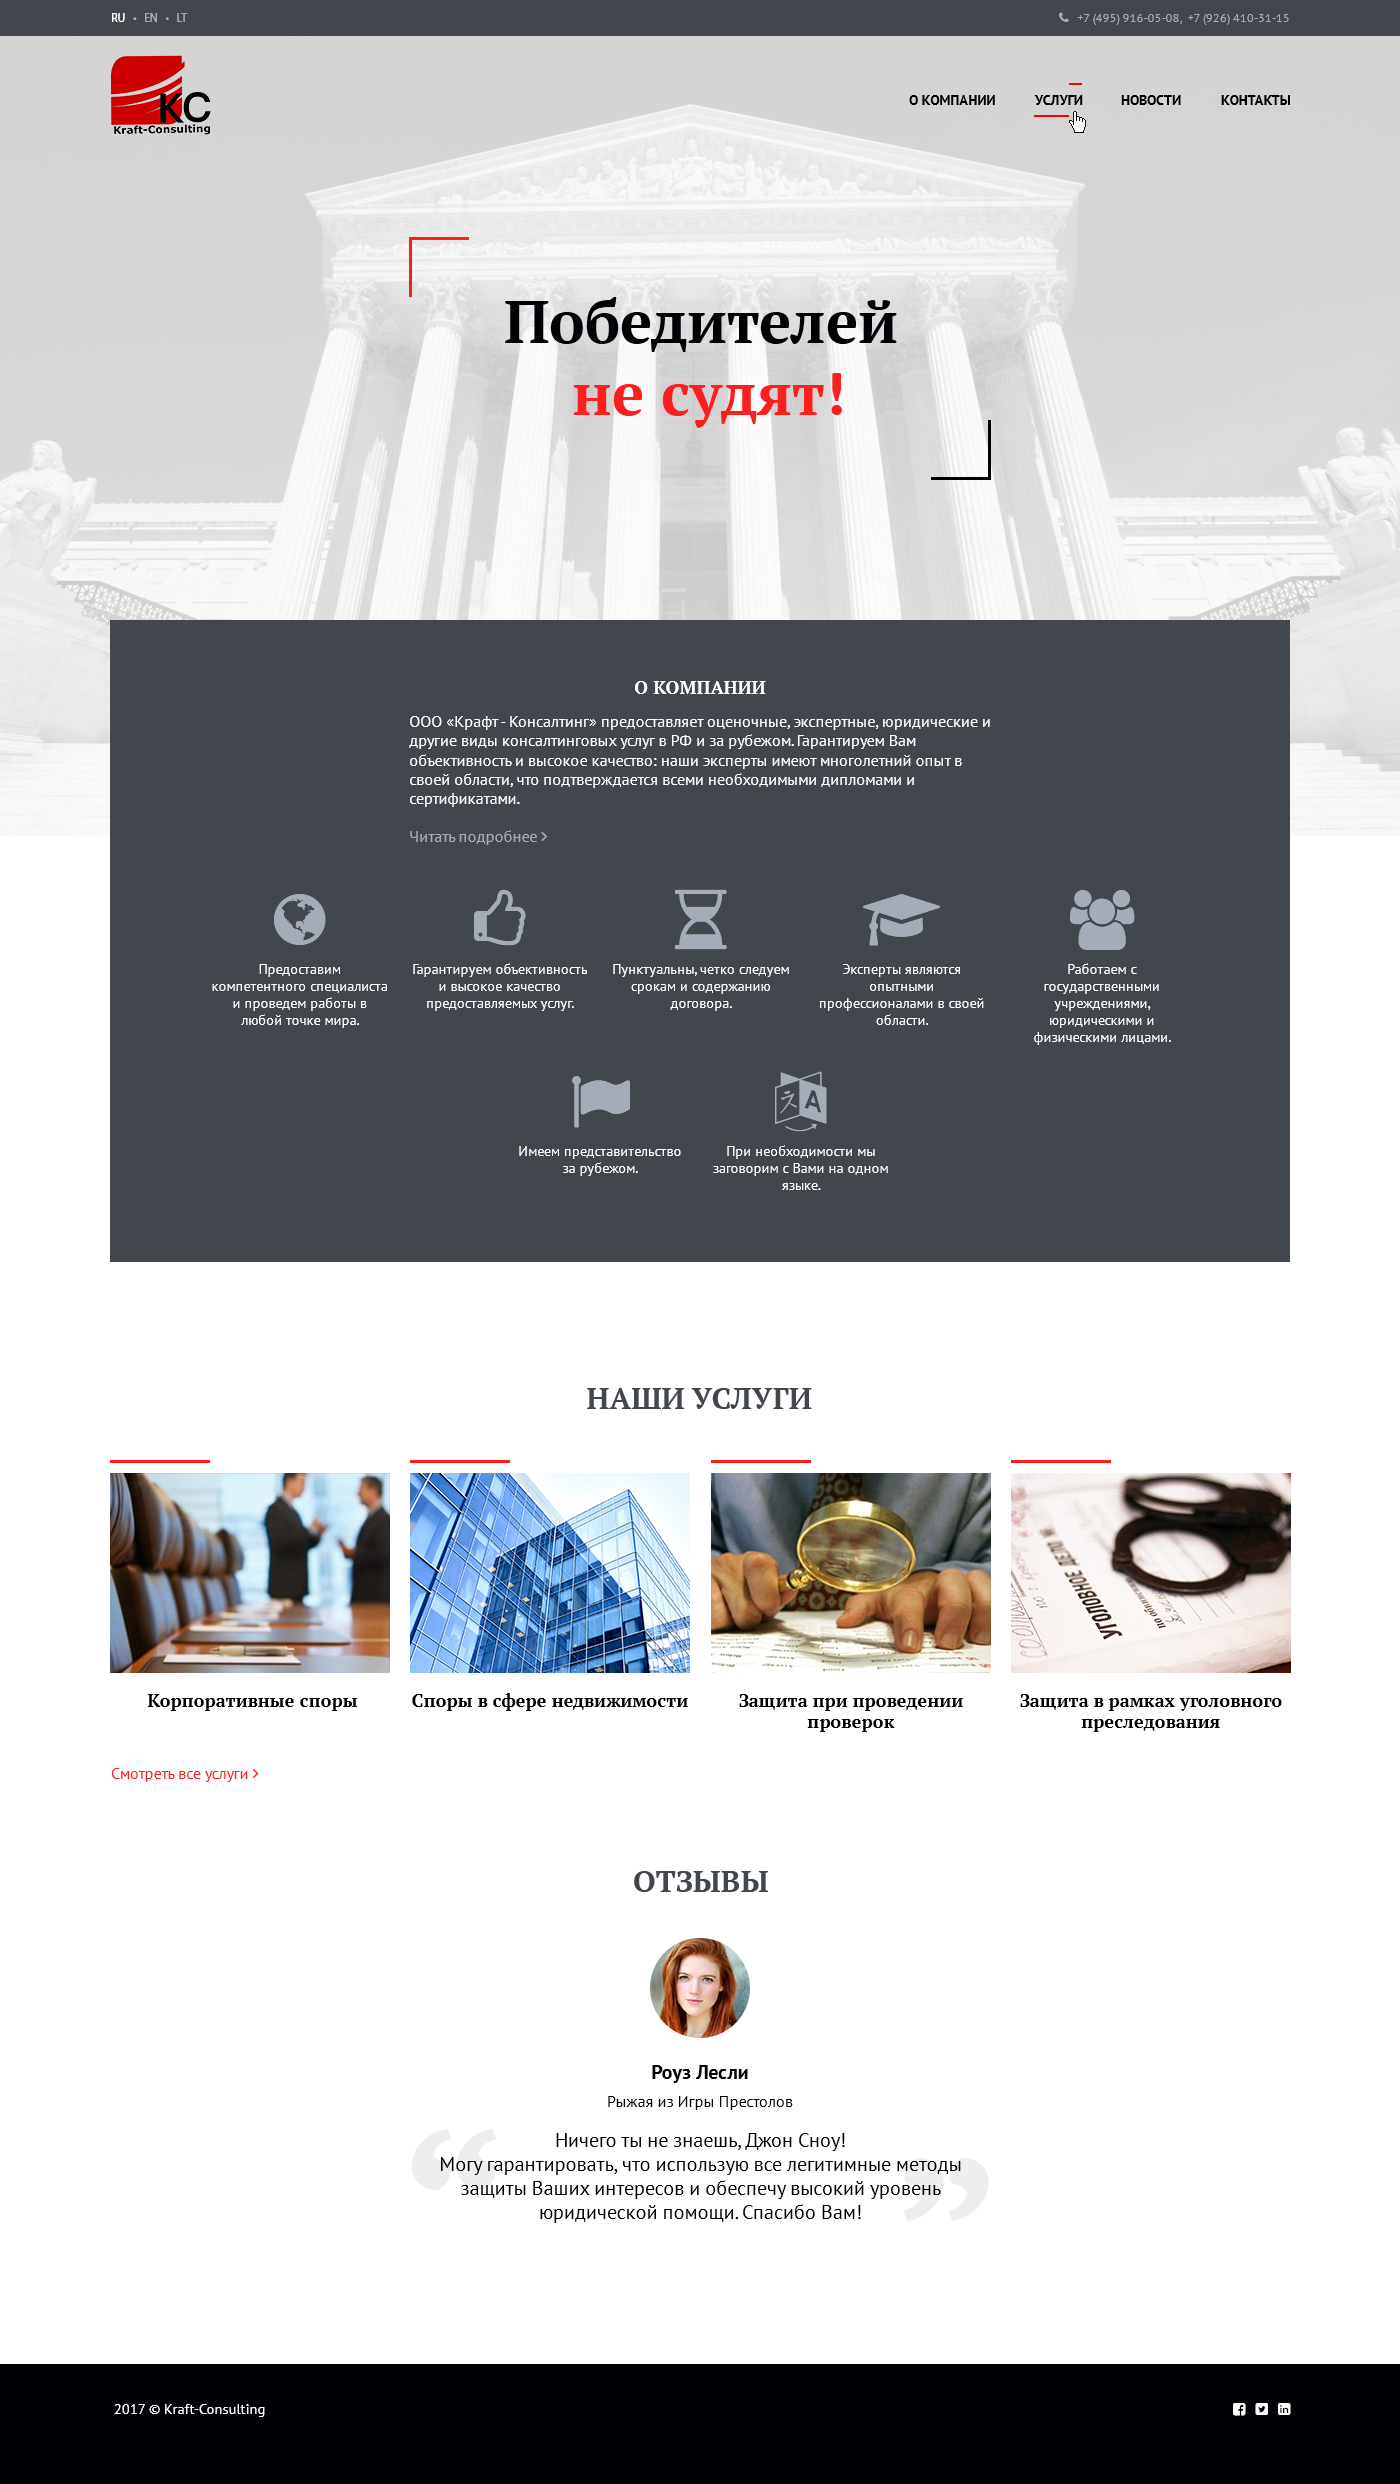 RU • EN • LT
+7 (495) 916-05-08, +7 (926) 410-31-15
KC
Kraft-Consulting
О КОМПАНИИ
УСЛУГИ
НОВОСТИ
КОНТАКТЫ
Победителей
не судят!
О КОМПАНИИ
ООО «Крафт - Консалтинг» предоставляет оценочные, экспертные, юридические и
другие виды консалтинговых услуг в РФ и за рубежом. Гарантируем Вам
объективность и высокое качество: наши эксперты имеют многолетний опыт в
своей области, что подтверждается всеми необходимыми дипломами и
сертификатами.
Читать подробнее >
Предоставим
компетентного специалиста
и проведем работы в
любой точке мира.
Гарантируем объективность
и высокое качество
предоставляемых услуг.
Пунктуальны, четко следуем
срокам и содержанию
договора.
Эксперты являются
опытными
профессионалами в своей
области.
Работаем с
государственными
учреждениями,
юридическими и
физическими лицами.
A
Имеем представительство
за рубежом.
При необходимости мы
заговорим с Вами на одном
языке.
НАШИ УСЛУГИ
УГОЛОВНОЕ ДЕЛО
Корпоративные споры
Споры в сфере недвижимости
Защита при проведении
проверок
Защита в рамках уголовного
преследования
Смотреть все услуги >
ОТЗЫВЫ
Роуз Лесли
Рыжая из Игры Престолов
“ Ничего ты не знаешь, Джон Сноу!
Могу гарантировать, что использую все легитимные методы
защиты Ваших интересов и обеспечу высокий уровень
юридической помощи. Спасибо Вам! ”
2017 © Kraft-Consulting